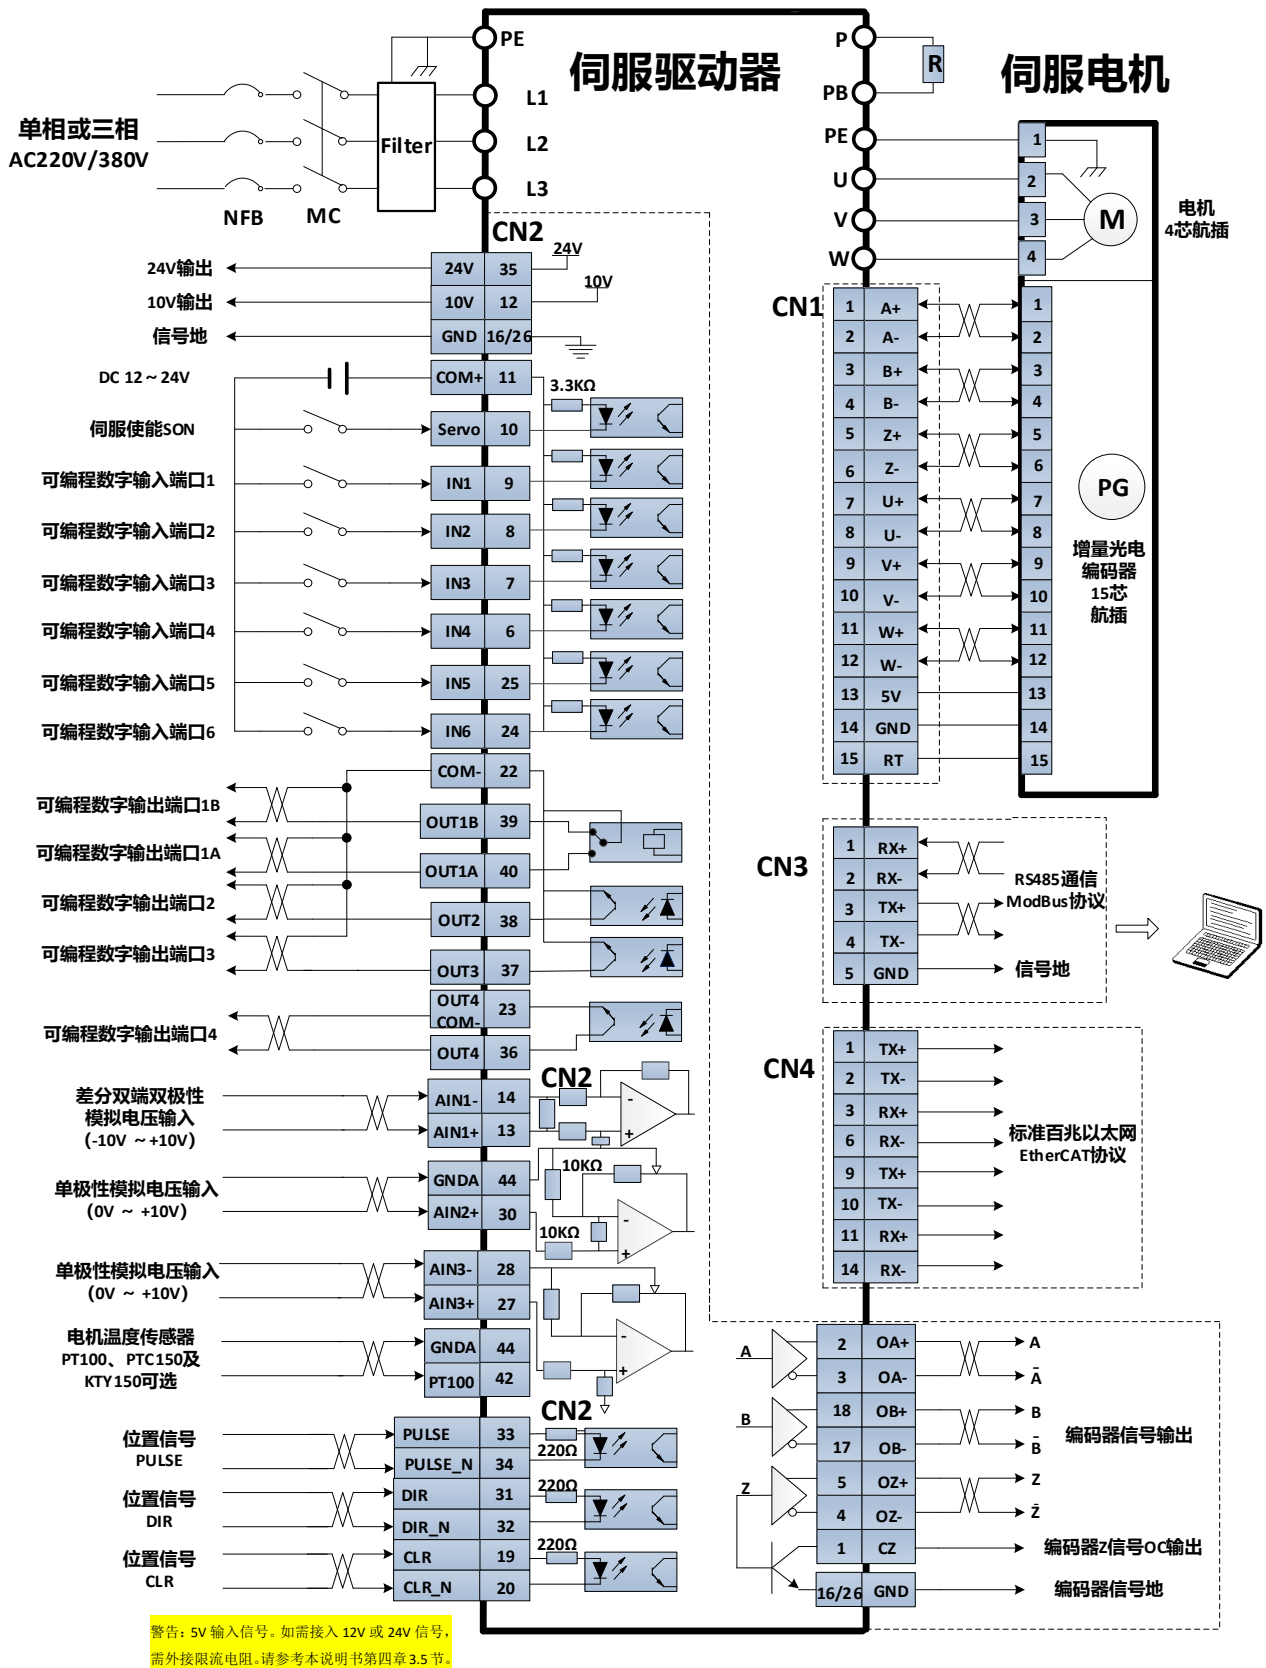 伺服驱动器
伺服电机
PE
L1
L2
L3
Filter
单相或三相
AC220V/380V
NFB
MC
P
R
PB
PE
U
V
W
1
2
3
4
M
电机
4芯航插
CN2
24V输出
24V 35
24V
10V输出
10V 12
10V
信号地
GND 16/26
DC 12～24V
COM+ 11
3.3KΩ
伺服使能SON
Servo 10
可编程数字输入端口1
IN1 9
可编程数字输入端口2
IN2 8
可编程数字输入端口3
IN3 7
可编程数字输入端口4
IN4 6
可编程数字输入端口5
IN5 25
可编程数字输入端口6
IN6 24
COM- 22
可编程数字输出端口1B
OUT1B 39
可编程数字输出端口1A
OUT1A 40
可编程数字输出端口2
OUT2 38
可编程数字输出端口3
OUT3 37
OUT4
COM- 23
可编程数字输出端口4
OUT4 36
CN2
差分双端双极性
模拟电压输入
(-10V ～+10V)
AIN1- 14
AIN1+ 13
-
+
单极性模拟电压输入
(0V ～ +10V)
GNDA 44
AIN2+ 30
10KΩ
10KΩ
-
+
单极性模拟电压输入
(0V ～ +10V)
AIN3- 28
AIN3+ 27
-
+
电机温度传感器
PT100、PTC150及
KTY150可选
GNDA 44
PT100 42
CN2
位置信号
PULSE
PULSE 33
PULSE_N 34
220Ω
位置信号
DIR
DIR 31
DIR_N 32
220Ω
位置信号
CLR
CLR 19
CLR_N 20
220Ω
警告：5V 输入信号。如需接入 12V 或 24V 信号，
需外接限流电阻。请参考本说明书第四章 3.5 节。
CN1
1 A+ 1
2 A- 2
3 B+ 3
4 B- 4
5 Z+ 5
6 Z- 6
7 U+ 7
8 U- 8
9 V+ 9
10 V- 10
11 W+ 11
12 W- 12
13 5V 13
14 GND 14
15 RT 15
PG
增量光电
编码器
15芯
航插
CN3
1 RX+
2 RX-
3 TX+
4 TX-
5 GND
RS485通信
ModBus协议
信号地
CN4
1 TX+
2 TX-
3 RX+
6 RX-
9 TX+
10 TX-
11 RX+
14 RX-
标准百兆以太网
EtherCAT协议
A
2 OA+ A
3 OA- Ā
B
18 OB+ B
17 OB- B̄
Z
5 OZ+ Z
4 OZ- Z̄
编码器信号输出
1 CZ
编码器Z信号OC输出
16/26 GND
编码器信号地